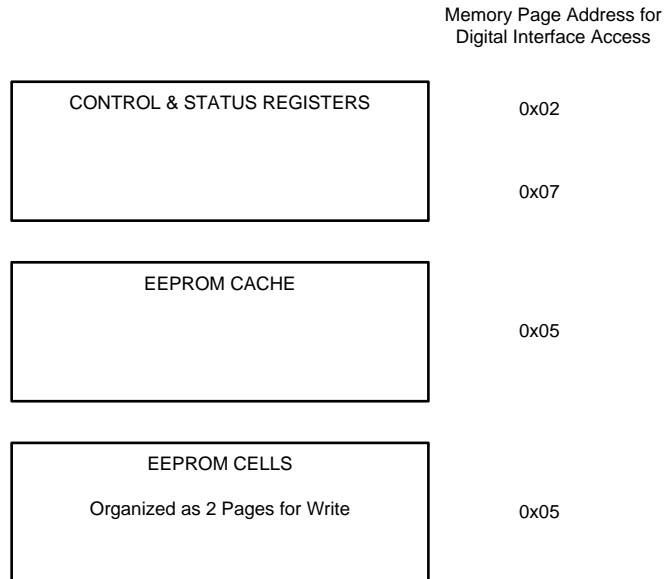 Memory Page Address for
Digital Interface Access
CONTROL & STATUS REGISTERS
0x02
0x07
EEPROM CACHE
0x05
EEPROM CELLS
Organized as 2 Pages for Write
0x05